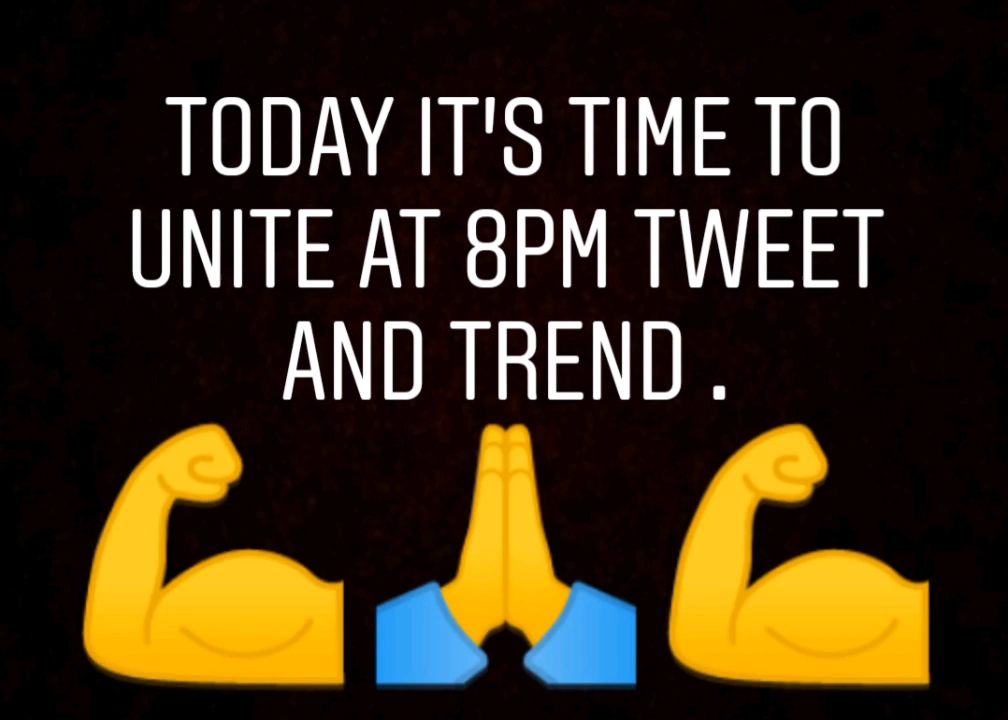 TODAY IT'S TIME TO
UNITE AT 8PM TWEET
AND TREND .